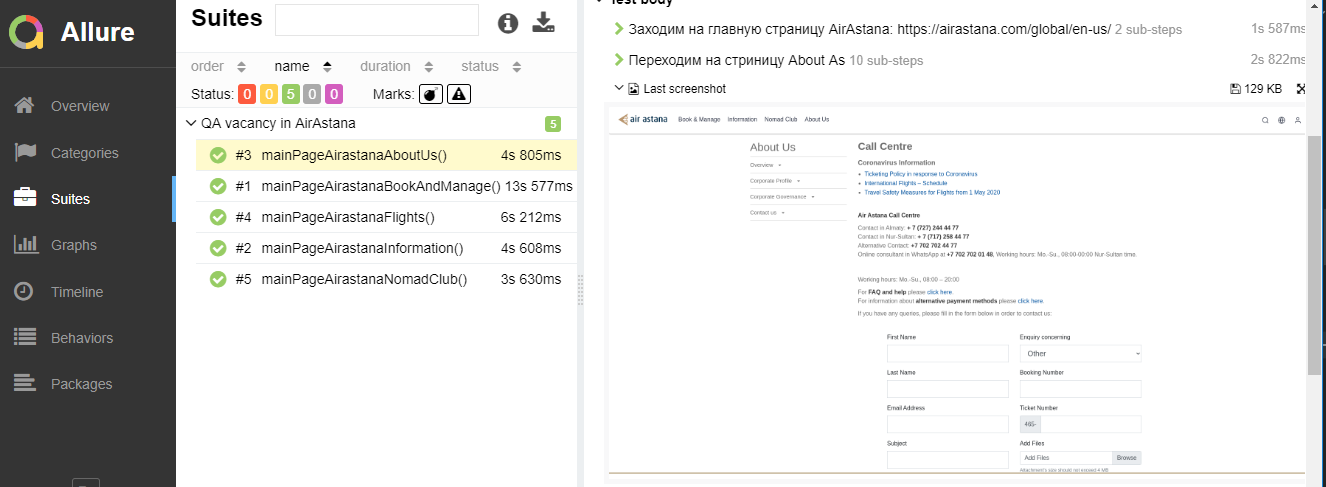 Allure
Overview
Categories
Suites
Graphs
Timeline
Behaviors
Packages
Suites
order name duration status
Status: 0 0 5 0 0 Marks:
QA vacancy in AirAstana 5
#3 mainPageAirastanaAboutUs() 4s 805ms
#1 mainPageAirastanaBookAndManage() 13s 577ms
#4 mainPageAirastanaFlights() 6s 212ms
#2 mainPageAirastanaInformation() 4s 608ms
#5 mainPageAirastanaNomadClub() 3s 630ms
Test body
Заходим на главную страницу AirAstana: https://airastana.com/global/en-us/ 2 sub-steps 1s 587ms
Переходим на стриницу About As 10 sub-steps 2s 822ms
Last screenshot 129 KB
air astana Book & Manage Information Nomad Club About Us
About Us
Overview
Corporate Profile
Corporate Governance
Contact us
Call Centre
Coronavirus Information
Ticketing Policy in response to Coronavirus
International Flights – Schedule
Travel Safety Measures for Flights from 1 May 2020
Air Astana Call Centre
Contact in Almaty: + 7 (727) 244 44 77
Contact in Nur-Sultan: + 7 (717) 258 44 77
Alternative Contact: +7 702 702 44 77
Online consultant in WhatsApp at +7 702 702 01 48, Working hours: Mo.-Su., 08:00-00:00 Nur-Sultan time.
Working hours: Mo.-Su., 08:00 – 20:00
For FAQ and help please click here.
For information about alternative payment methods please click here.
If you have any queries, please fill in the form below in order to contact us:
First Name Enquiry concerning
Other
Last Name Booking Number
Email Address Ticket Number
465-
Subject Add Files
Add Files Browse
Attachment's size should not exceed 4 MB